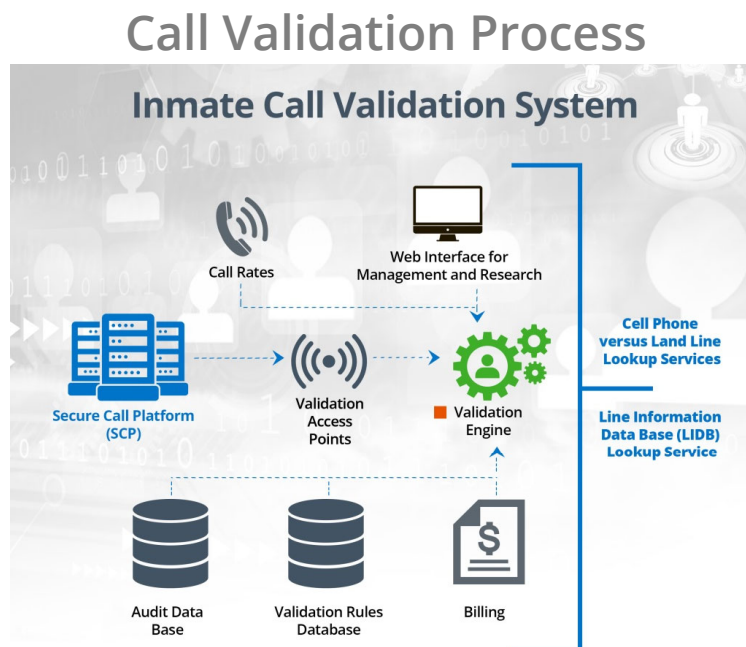 Call Validation Process
Inmate Call Validation System
Call Rates
Web Interface for
Management and Research
Cell Phone
versus Land Line
Lookup Services
Secure Call Platform
(SCP)
Validation
Access
Points
Validation
Engine
Line Information
Data Base (LIDB)
Lookup Service
$
Audit Data
Base
Validation Rules
Database
Billing